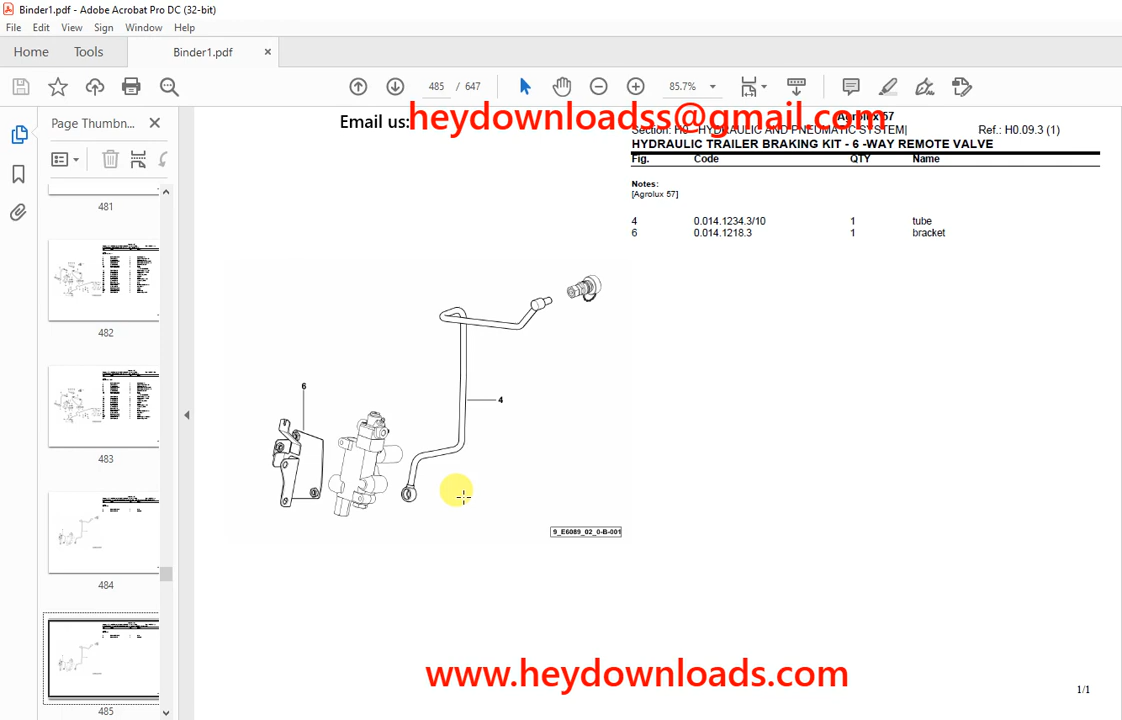 Binder1.pdf - Adobe Acrobat Pro DC (32-bit)
File Edit View Sign Window Help
Home Tools Binder1.pdf ×
485 / 647 85.7%
Page Thumbn...
481
482
483
484
485
Email us: heydownloadss@gmail.com
Agrolux 57
Section: H0 - HYDRAULIC AND PNEUMATIC SYSTEM| Ref.: H0.09.3 (1)
HYDRAULIC TRAILER BRAKING KIT - 6 -WAY REMOTE VALVE
Fig. Code QTY Name
Notes:
[Agrolux 57]
4 0.014.1234.3/10 1 tube
6 0.014.1218.3 1 bracket
6
4
9_E6089_02_0-B-001
www.heydownloads.com
1/1